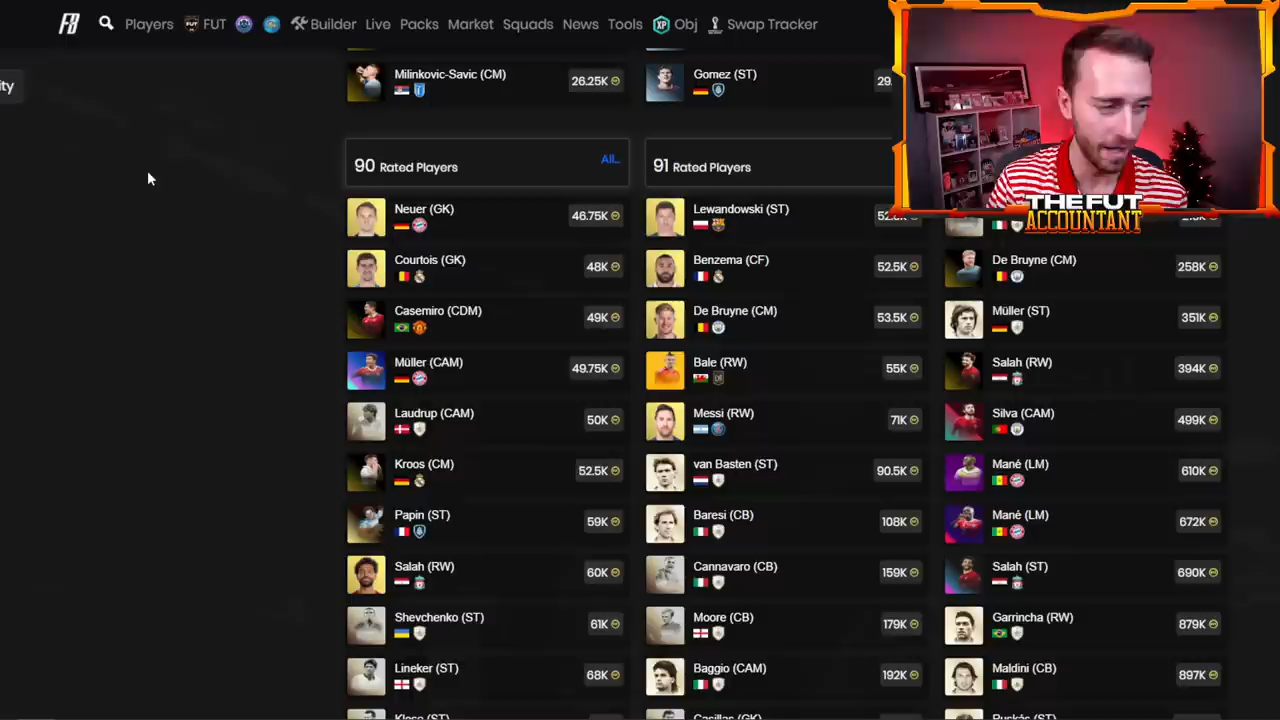 Players FUT Builder Live Packs Market Squads News Tools XP Obj Swap Tracker
ity
Milinkovic-Savic (CM) 26.25K
Gomez (ST) 29.
90 Rated Players All..
Neuer (GK) 46.75K
Courtois (GK) 48K
Casemiro (CDM) 49K
Müller (CAM) 49.75K
Laudrup (CAM) 50K
Kroos (CM) 52.5K
Papin (ST) 59K
Salah (RW) 60K
Shevchenko (ST) 61K
Lineker (ST) 68K
91 Rated Players
Lewandowski (ST)
Benzema (CF) 52.5K
De Bruyne (CM) 53.5K
Bale (RW) 55K
Messi (RW) 71K
van Basten (ST) 90.5K
Baresi (CB) 108K
Cannavaro (CB) 159K
Moore (CB) 179K
Baggio (CAM) 192K
Casillas (GK)
De Bruyne (CM) 258K
Müller (ST) 351K
Salah (RW) 394K
Silva (CAM) 499K
Mané (LM) 610K
Mané (LM) 672K
Salah (ST) 690K
Garrincha (RW) 879K
Maldini (CB) 897K
THE FUT
ACCOUNTANT